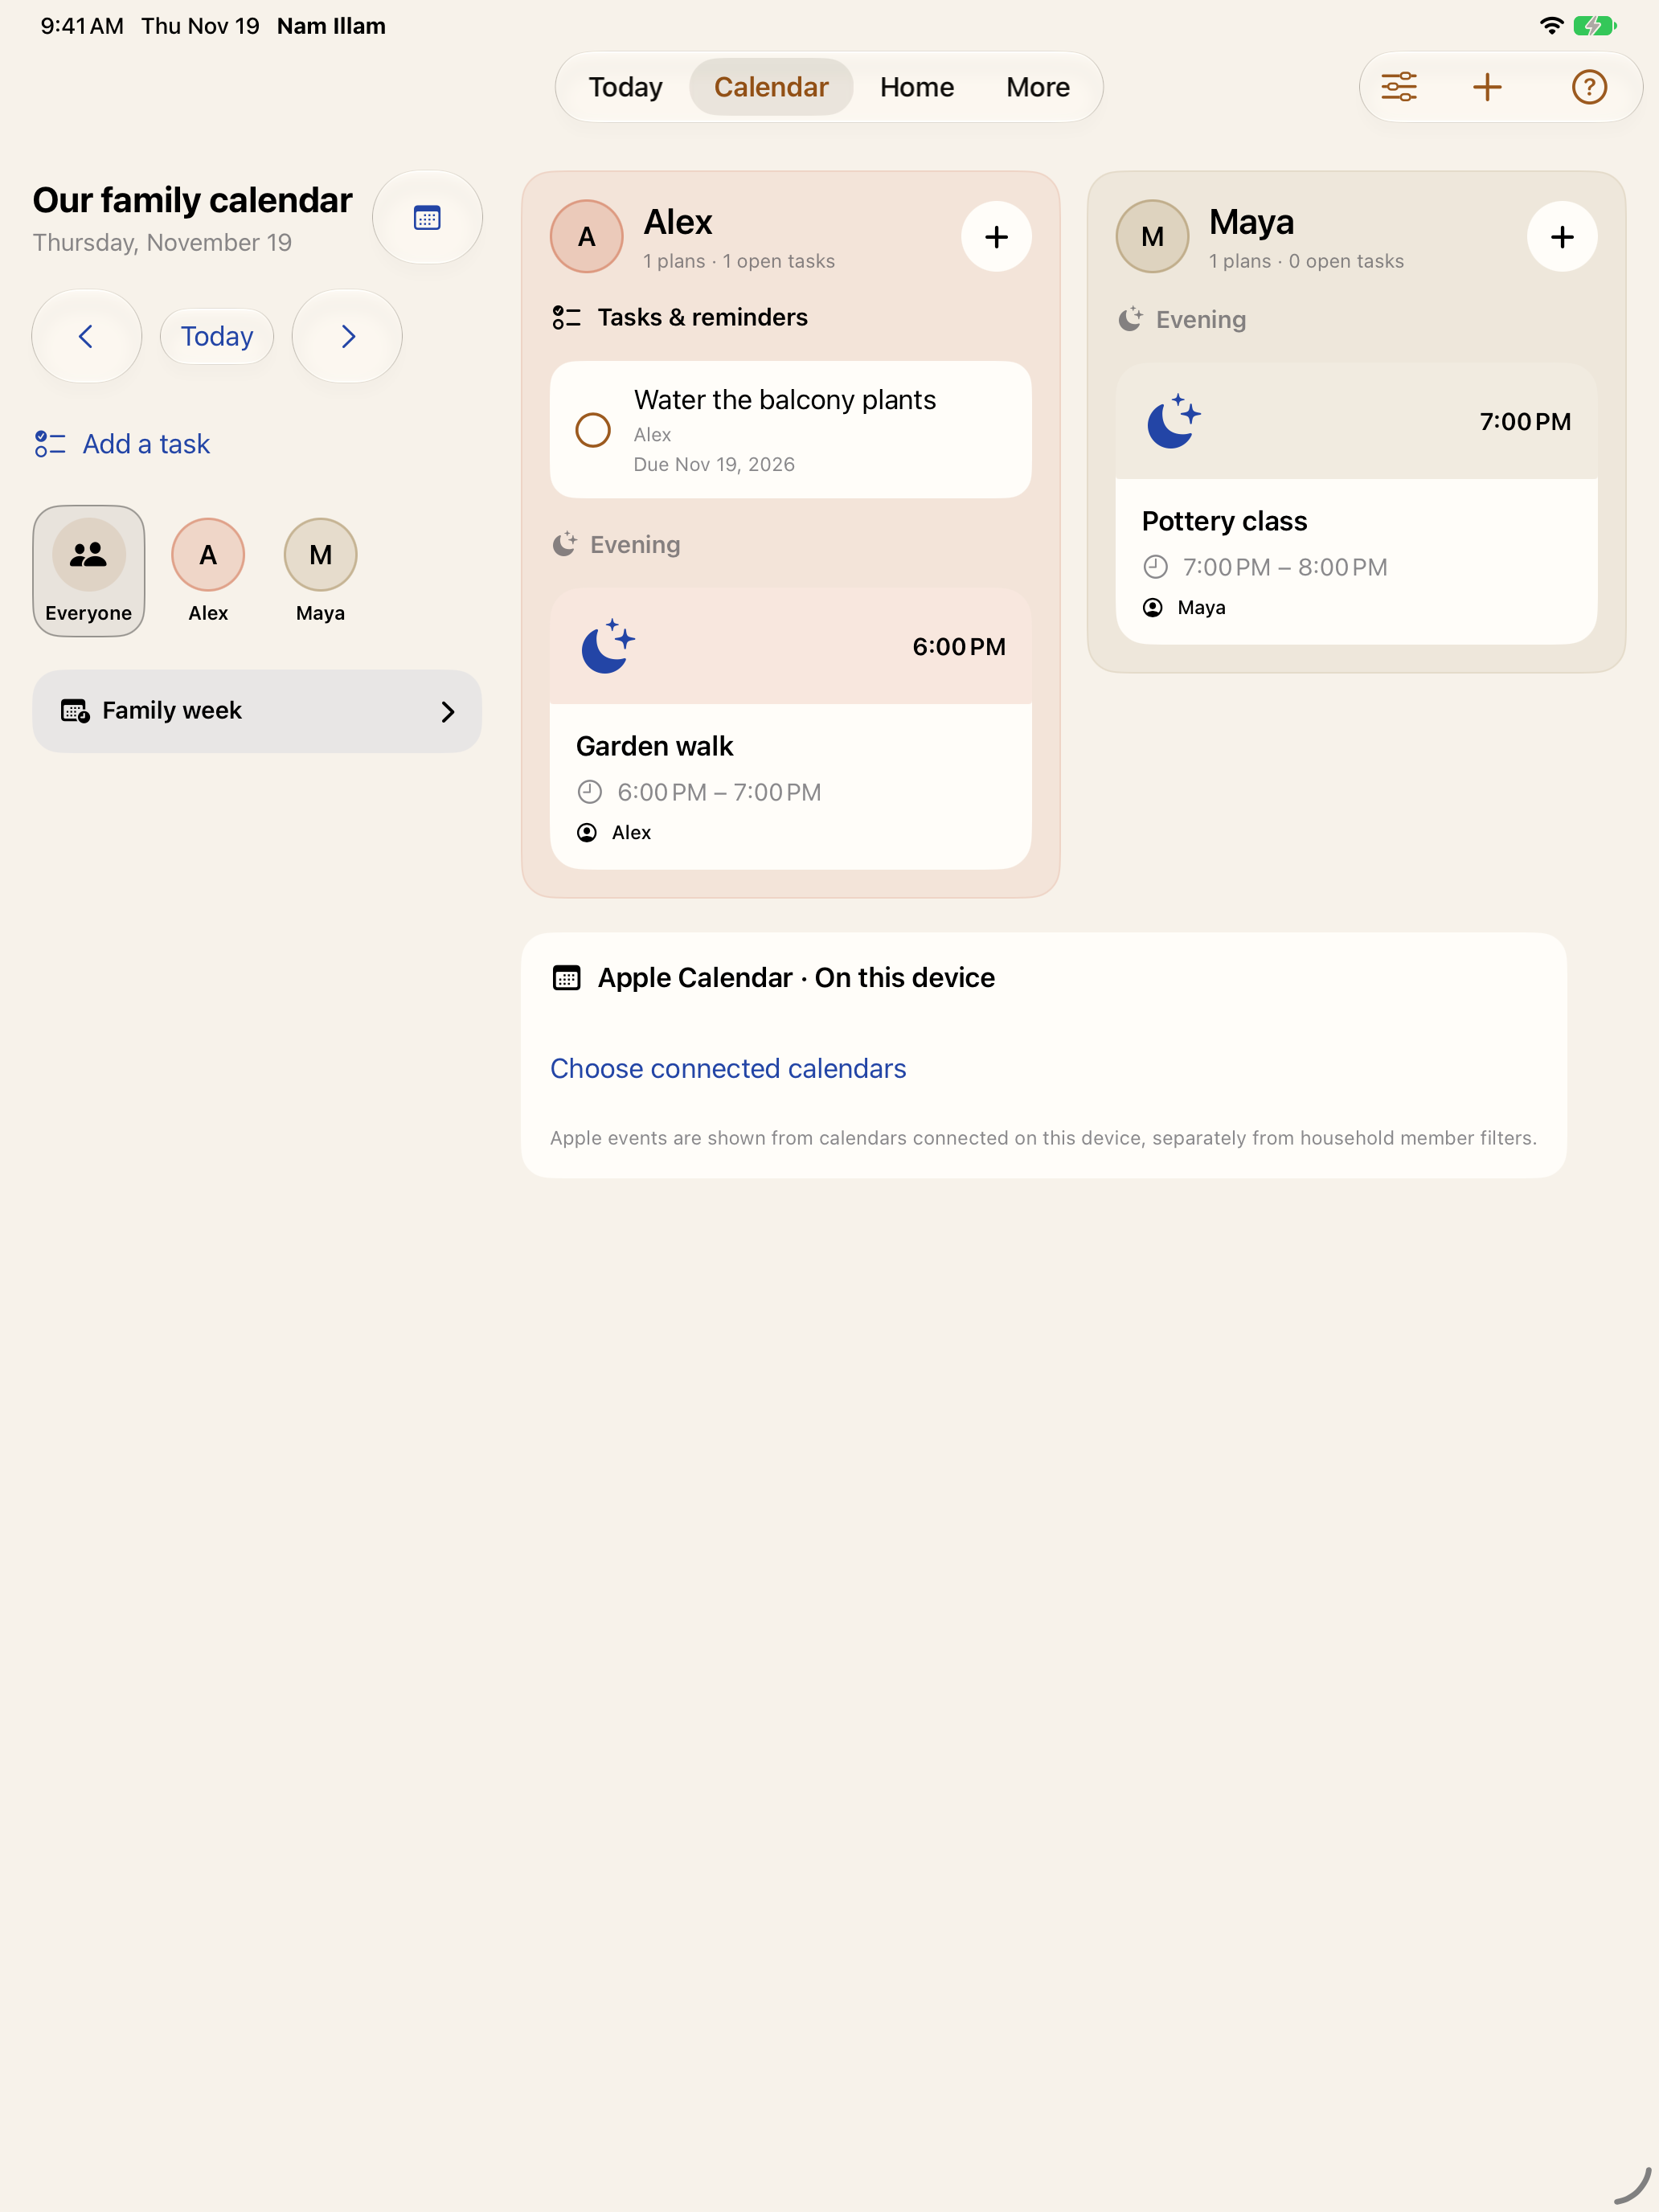 9:41 AM Thu Nov 19 Nam Illam
Today Calendar Home More
?
Our family calendar
Thursday, November 19
Today
Add a task
Everyone
A
Alex
M
Maya
Family week
A
Alex
1 plans · 1 open tasks
Tasks & reminders
Water the balcony plants
Alex
Due Nov 19, 2026
Evening
6:00 PM
Garden walk
6:00 PM – 7:00 PM
Alex
M
Maya
1 plans · 0 open tasks
Evening
7:00 PM
Pottery class
7:00 PM – 8:00 PM
Maya
Apple Calendar · On this device
Choose connected calendars
Apple events are shown from calendars connected on this device, separately from household member filters.